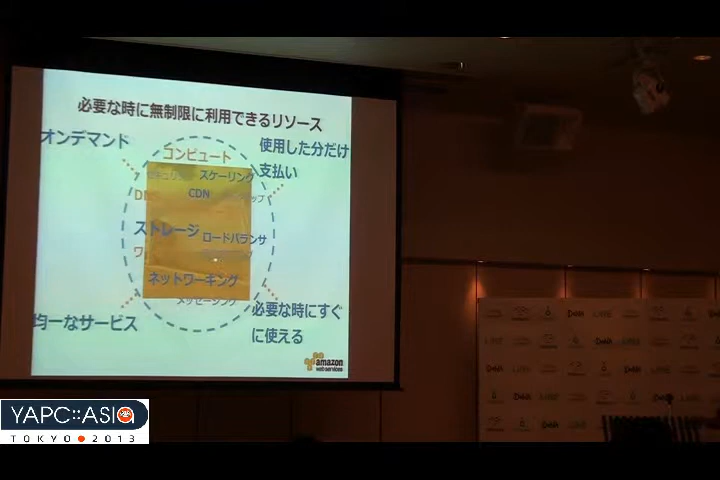 必要な時に無制限に利用できるリソース
オンデマンド
使用した分だけ
支払い
コンピュート
スケーリング
CDN
ストレージ
ロードバランサ
ネットワーキング
メッセージング
均一なサービス
必要な時にすぐ
に使える
amazon
web services
DeNA
LINE
YAPC::ASIA
TOKYO 2013